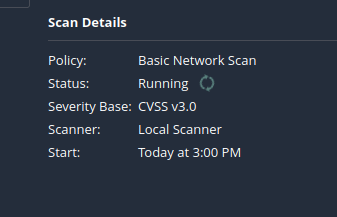 Scan Details
Policy: Basic Network Scan
Status: Running
Severity Base: CVSS v3.0
Scanner: Local Scanner
Start: Today at 3:00 PM